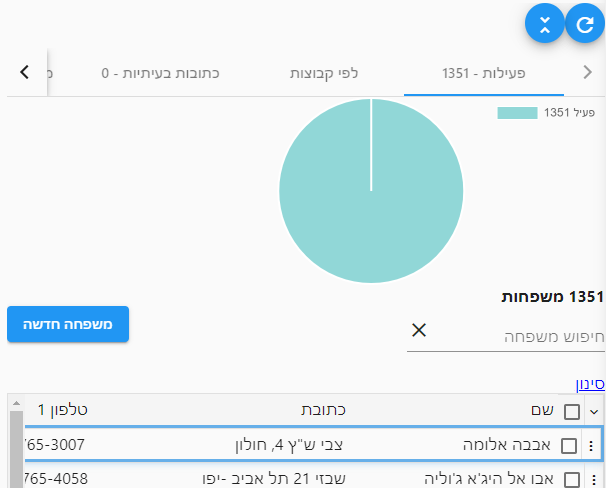 פעילות - 1351 לפי קבוצות כתובות בעיתיות - 0
פעיל 1351
1351 משפחות
משפחה חדשה
חיפוש משפחה
סינון
שם כתובת טלפון 1
אבבה אלומה צבי ש"ץ 4, חולון 765-3007
אבו אל היג'א ג'וליה שבזי 21 תל אביב -יפו 765-4058